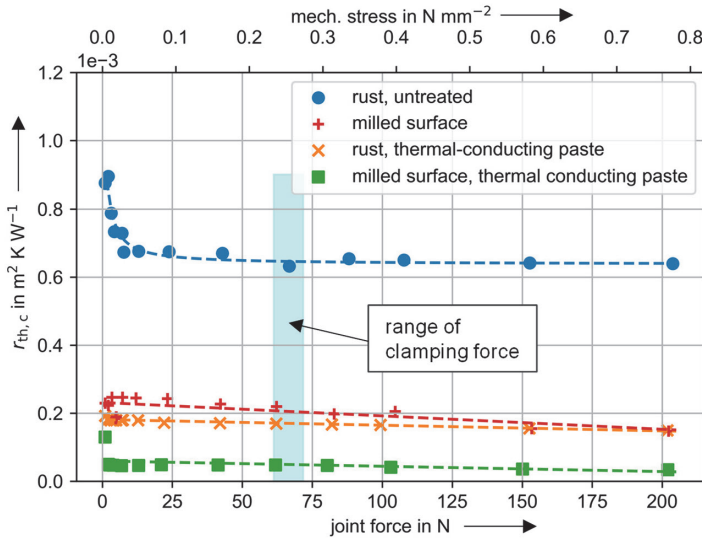 mech. stress in N mm⁻²
0.0 0.1 0.2 0.3 0.4 0.5 0.6 0.7 0.8
1e−3
1.2
1.0
0.8
0.6
0.4
0.2
0.0
r_th, c in m² K W⁻¹
rust, untreated
milled surface
rust, thermal-conducting paste
milled surface, thermal conducting paste
range of
clamping force
0 25 50 75 100 125 150 175 200
joint force in N